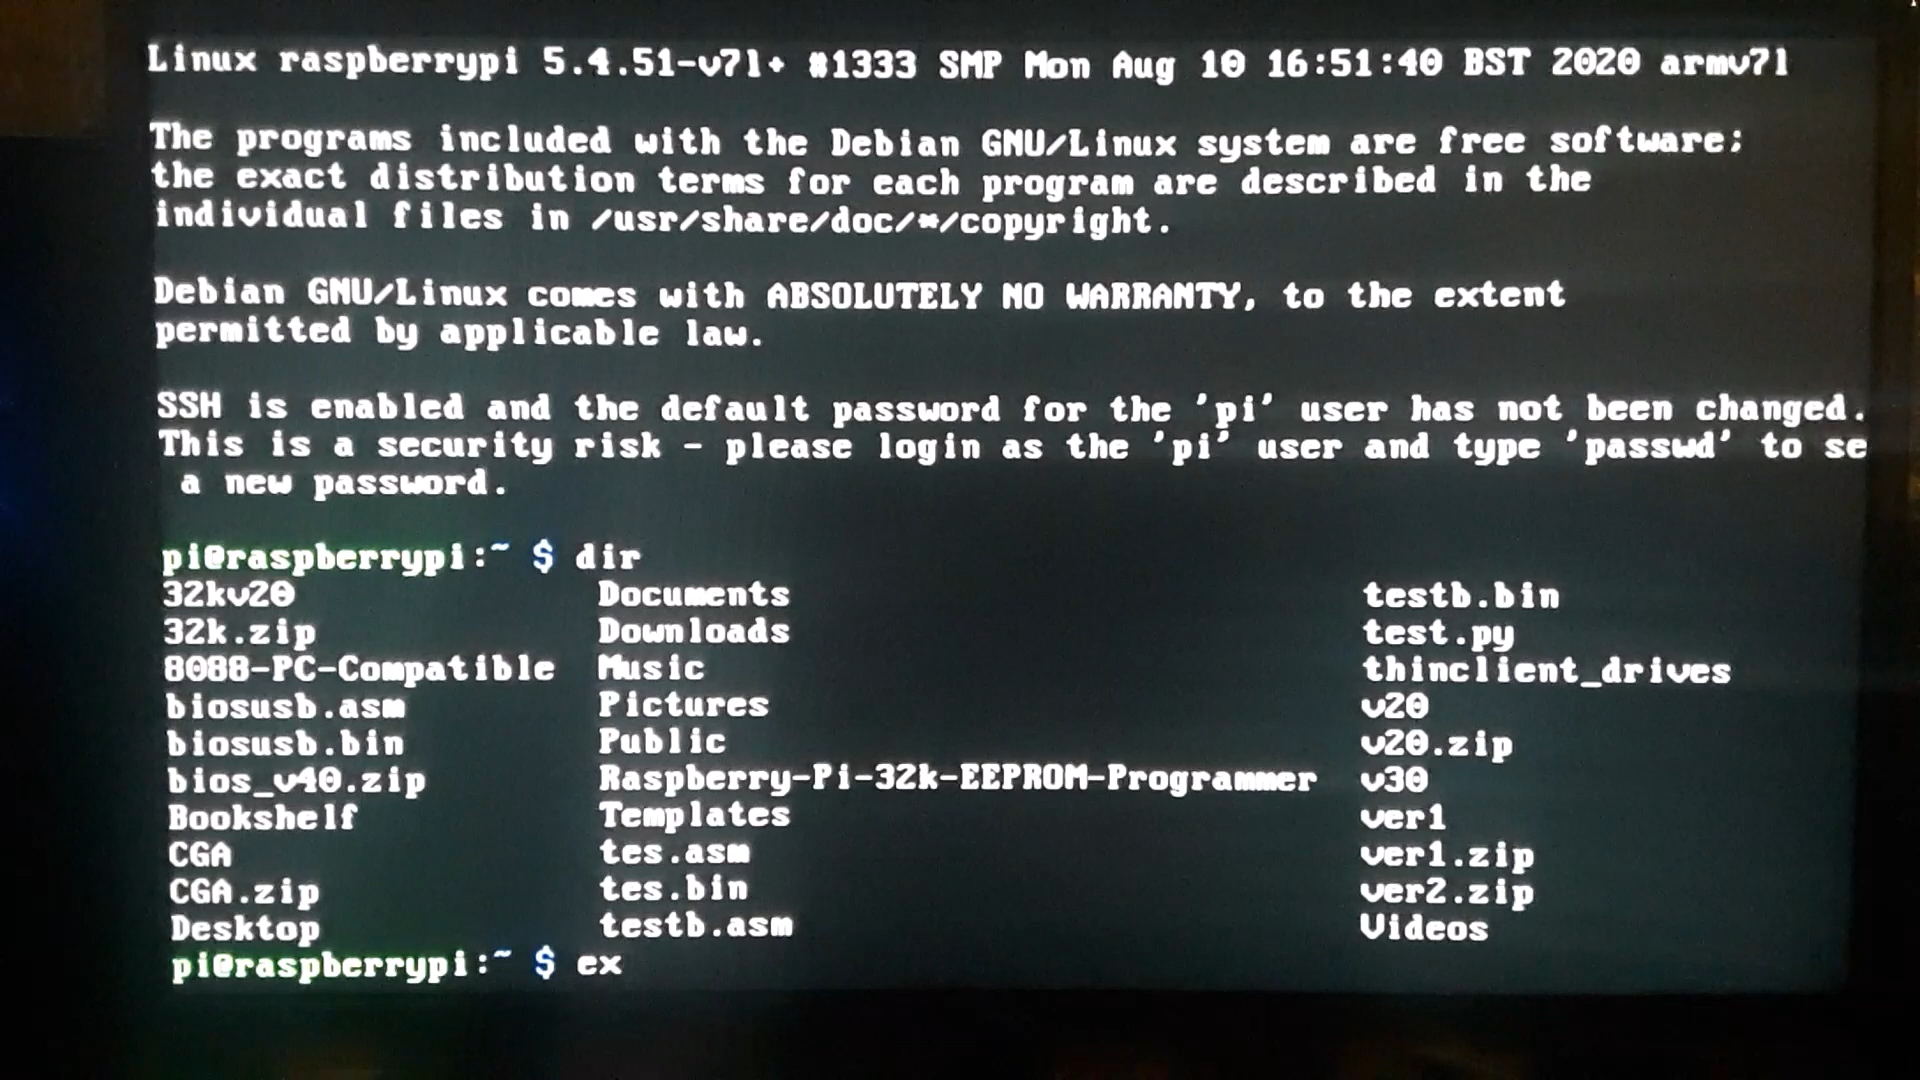 Linux raspberrypi 5.4.51-v7l+ #1333 SMP Mon Aug 10 16:51:40 BST 2020 armv7l
The programs included with the Debian GNU/Linux system are free software;
the exact distribution terms for each program are described in the
individual files in /usr/share/doc/*/copyright.
Debian GNU/Linux comes with ABSOLUTELY NO WARRANTY, to the extent
permitted by applicable law.
SSH is enabled and the default password for the 'pi' user has not been changed.
This is a security risk - please login as the 'pi' user and type 'passwd' to se
a new password.
pi@raspberrypi:~ $ dir
32kv20 Documents testb.bin
32k.zip Downloads test.py
8088-PC-Compatible Music thinclient_drives
biosusb.asm Pictures v20
biosusb.bin Public v20.zip
bios_v40.zip Raspberry-Pi-32k-EEPROM-Programmer v30
Bookshelf Templates ver1
CGA tes.asm ver1.zip
CGA.zip tes.bin ver2.zip
Desktop testb.asm Videos
pi@raspberrypi:~ $ ex